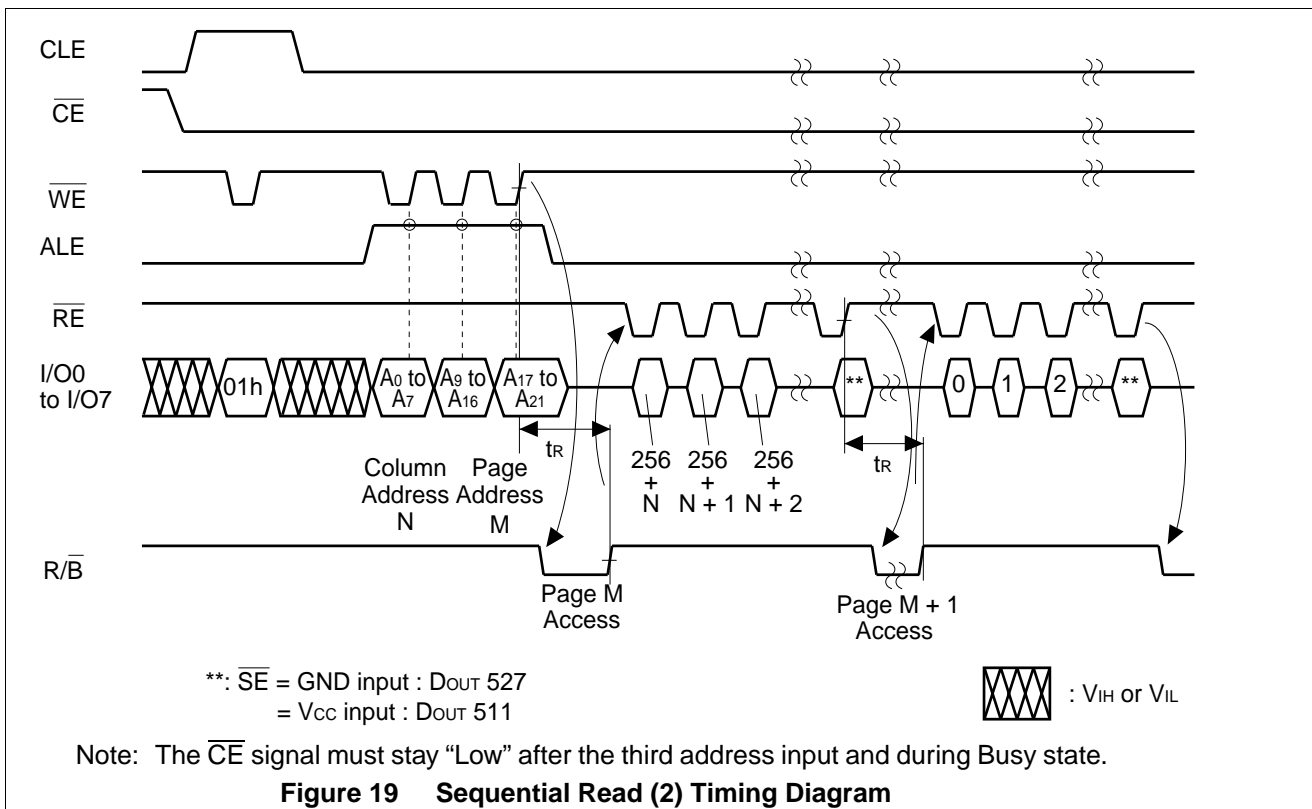 CLE
CE
WE
ALE
RE
I/O0
to I/O7
01h
A0 to
A7
A9 to
A16
A17 to
A21
**
0
1
2
**
tR
256
+
N
256
+
N + 1
256
+
N + 2
tR
Column
Address
N
Page
Address
M
R/B
Page M
Access
Page M + 1
Access
**: SE = GND input : DOUT 527
= VCC input : DOUT 511
: VIH or VIL
Note: The CE signal must stay “Low” after the third address input and during Busy state.
Figure 19 Sequential Read (2) Timing Diagram